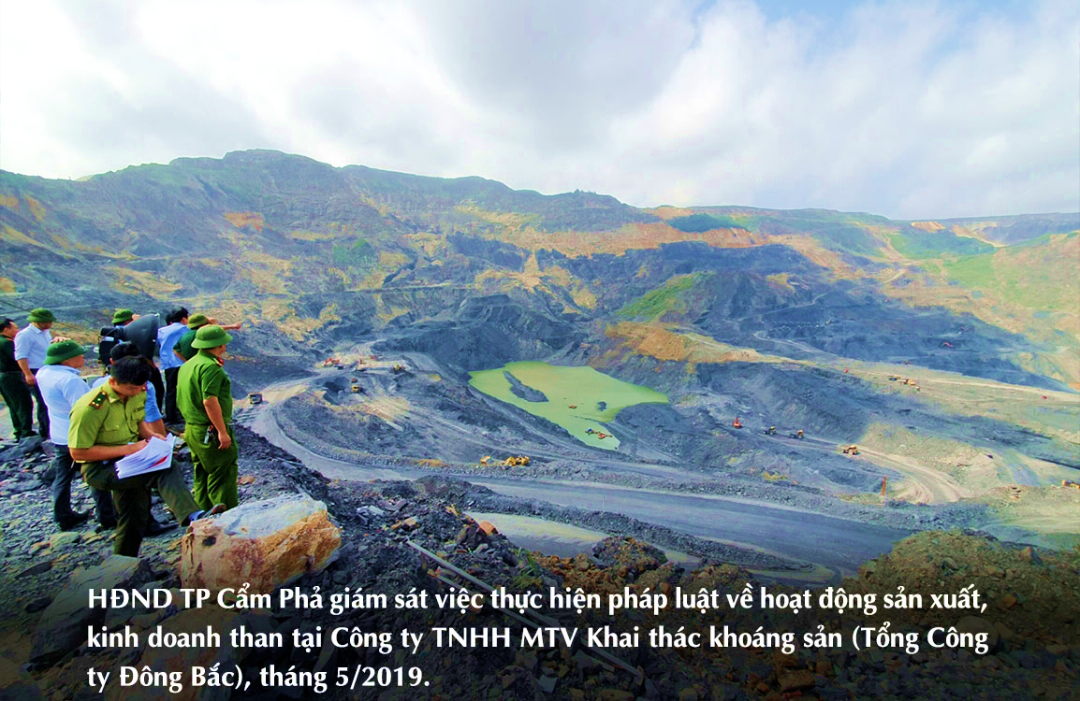 HĐND TP Cẩm Phả giám sát việc thực hiện pháp luật về hoạt động sản xuất,
kinh doanh than tại Công ty TNHH MTV Khai thác khoáng sản (Tổng Công
ty Đông Bắc), tháng 5/2019.